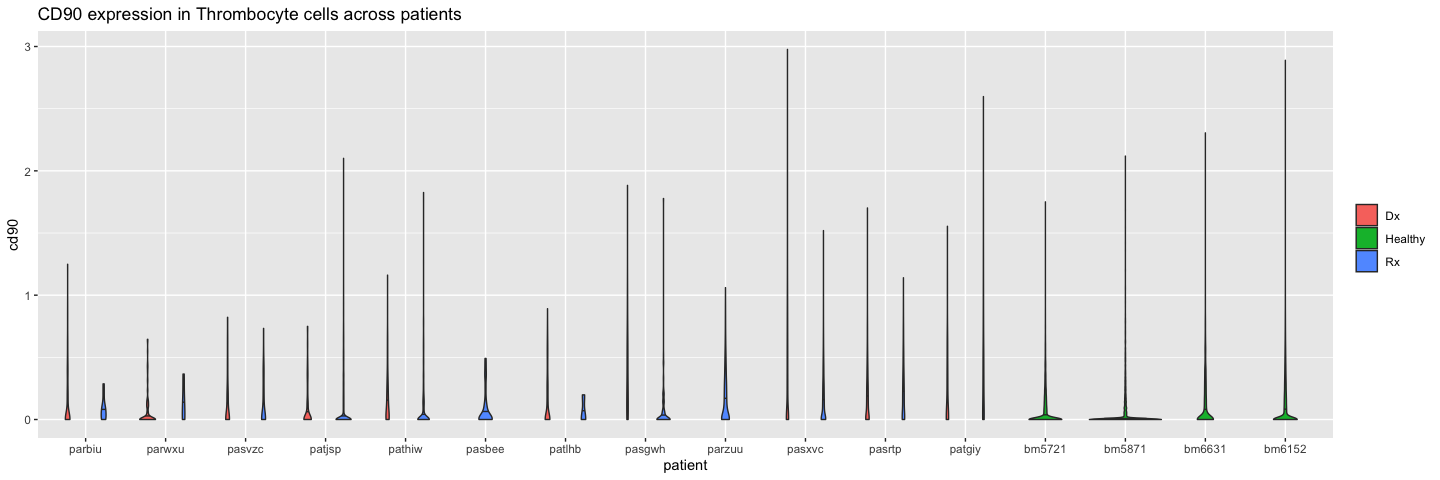 CD90 expression in Thrombocyte cells across patients
3
2
1
0
cd90
parbiu parwxu pasvzc patjsp pathiw pasbee patlhb pasgwh parzuu pasxvc pasrtp patgiy bm5721 bm5871 bm6631 bm6152
patient
Dx
Healthy
Rx